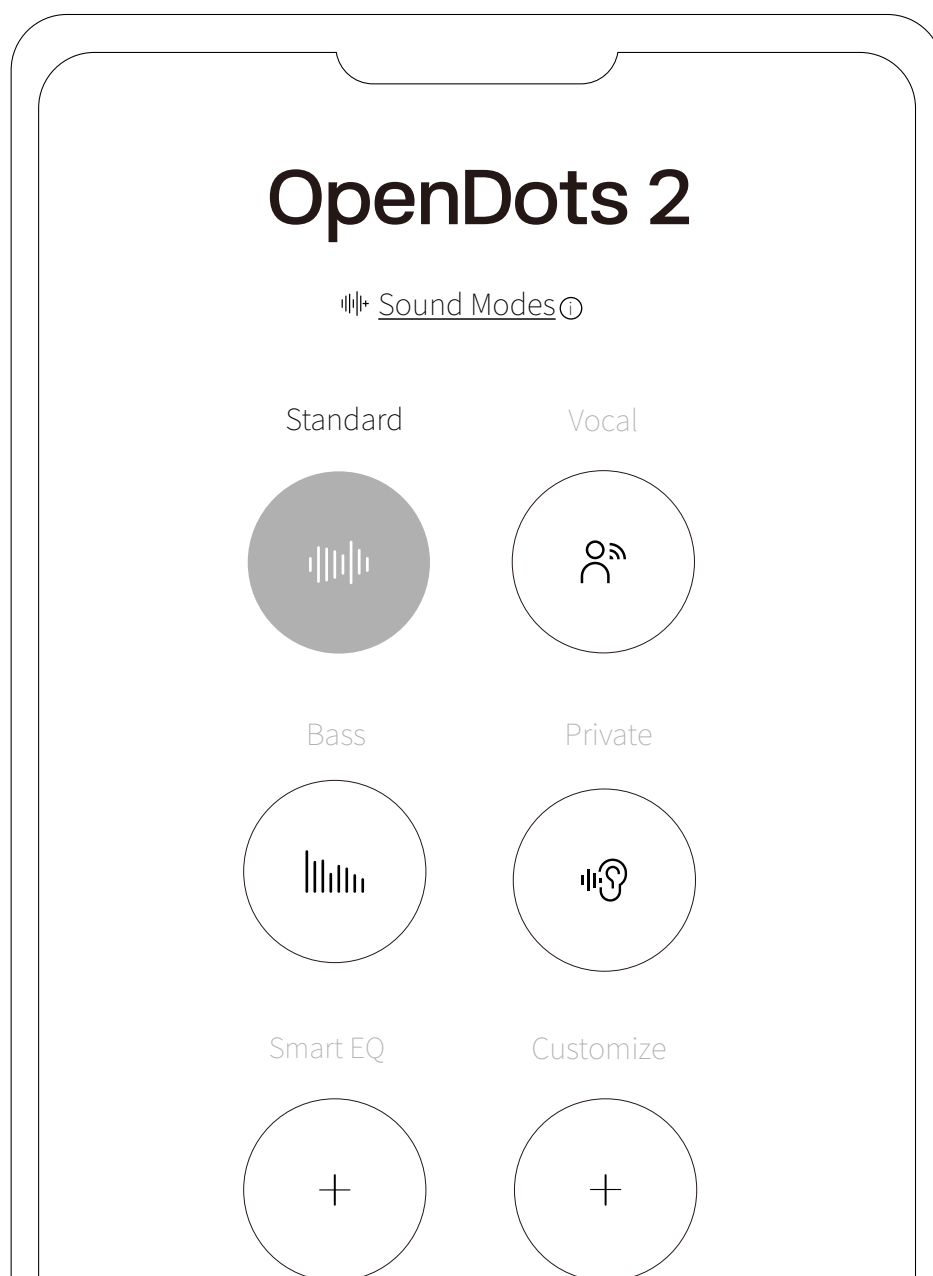 OpenDots 2
Sound Modes i
Standard
Vocal
Bass
Private
Smart EQ
Customize